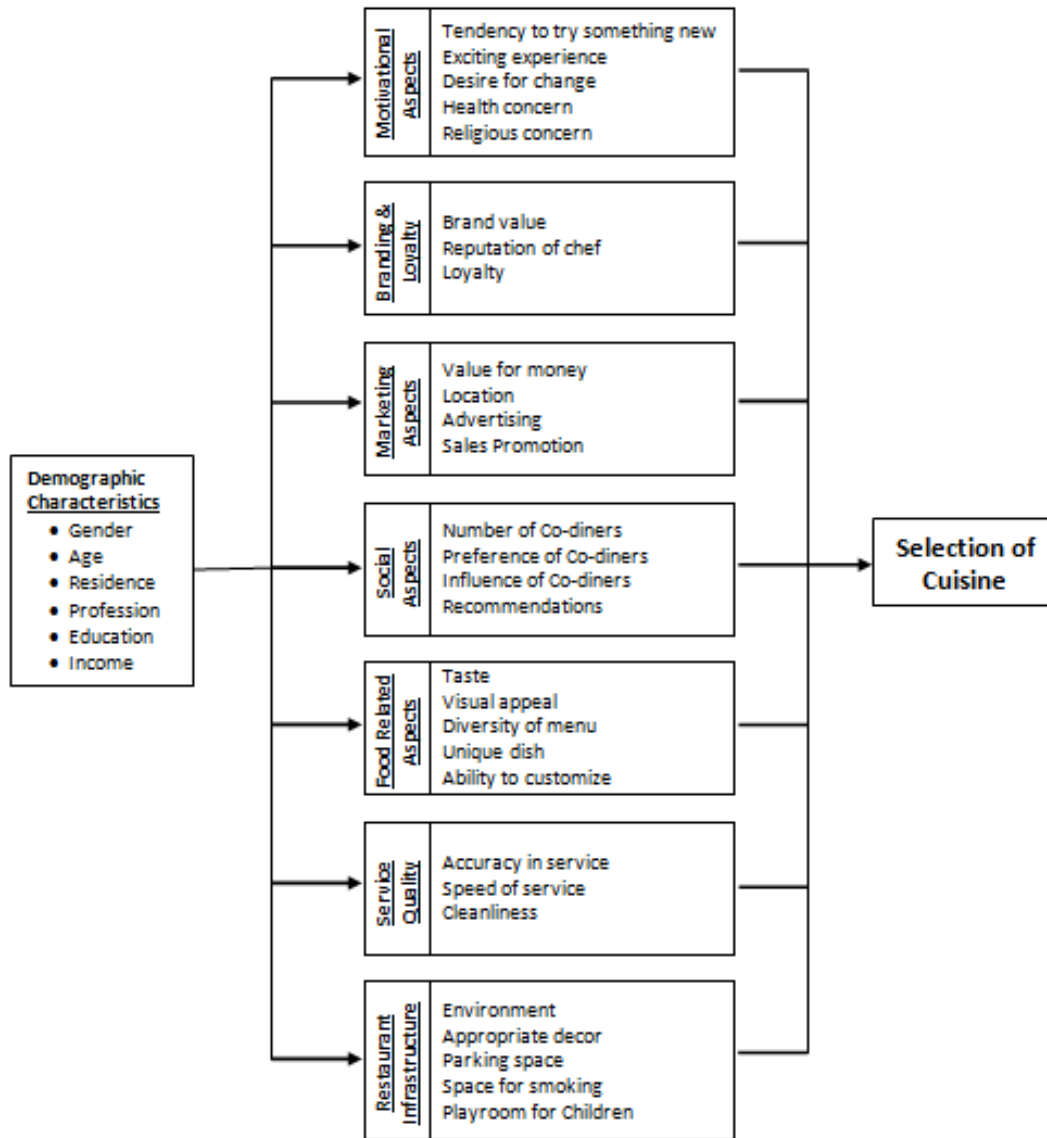 Demographic
Characteristics
• Gender
• Age
• Residence
• Profession
• Education
• Income
Motivational
Aspects
Tendency to try something new
Exciting experience
Desire for change
Health concern
Religious concern
Branding &
Loyalty
Brand value
Reputation of chef
Loyalty
Marketing
Aspects
Value for money
Location
Advertising
Sales Promotion
Social
Aspects
Number of Co-diners
Preference of Co-diners
Influence of Co-diners
Recommendations
Food Related
Aspects
Taste
Visual appeal
Diversity of menu
Unique dish
Ability to customize
Service
Quality
Accuracy in service
Speed of service
Cleanliness
Restaurant
Infrastructure
Environment
Appropriate decor
Parking space
Space for smoking
Playroom for Children
Selection of
Cuisine